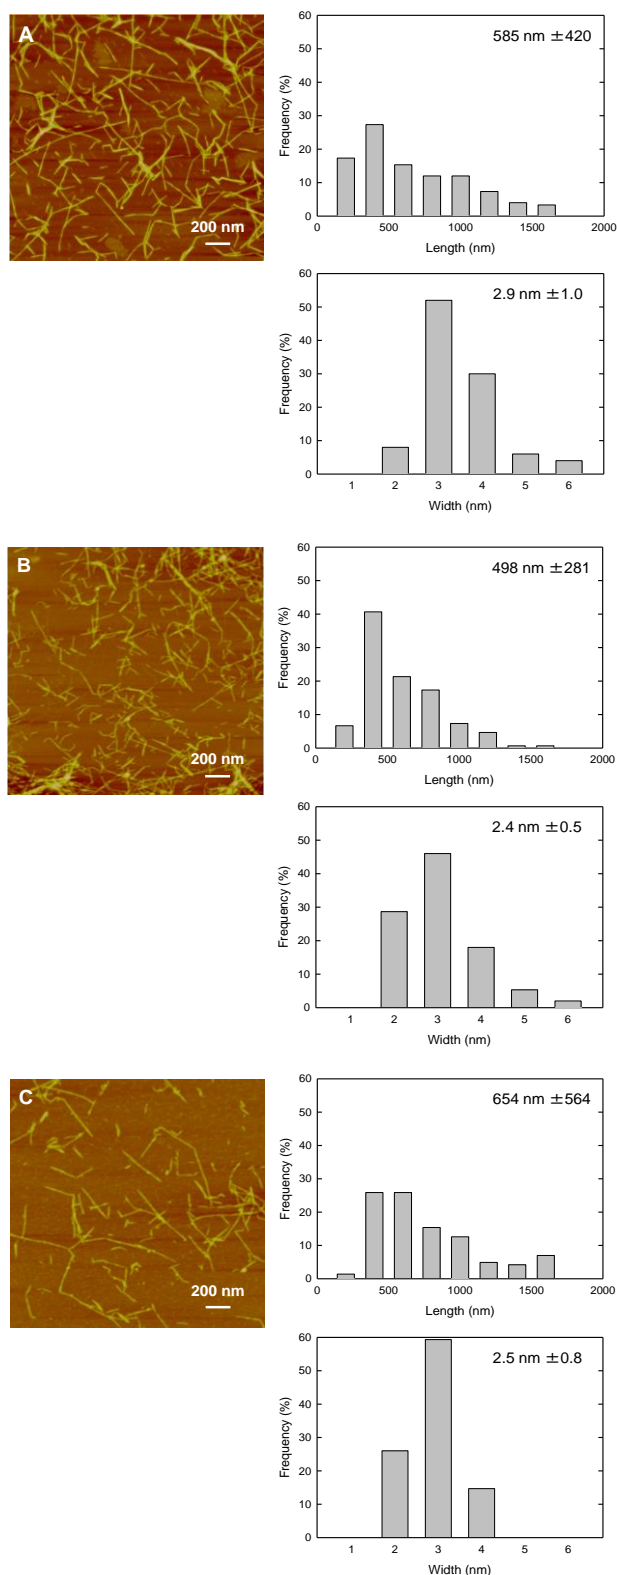 A
200 nm
60
50
40
30
20
10
0
Frequency (%)
585 nm ±420
0 500 1000 1500 2000
Length (nm)
60
50
40
30
20
10
0
Frequency (%)
2.9 nm ±1.0
1 2 3 4 5 6
Width (nm)
B
200 nm
60
50
40
30
20
10
0
Frequency (%)
498 nm ±281
0 500 1000 1500 2000
Length (nm)
60
50
40
30
20
10
0
Frequency (%)
2.4 nm ±0.5
1 2 3 4 5 6
Width (nm)
C
200 nm
60
50
40
30
20
10
0
Frequency (%)
654 nm ±564
0 500 1000 1500 2000
Length (nm)
60
50
40
30
20
10
0
Frequency (%)
2.5 nm ±0.8
1 2 3 4 5 6
Width (nm)